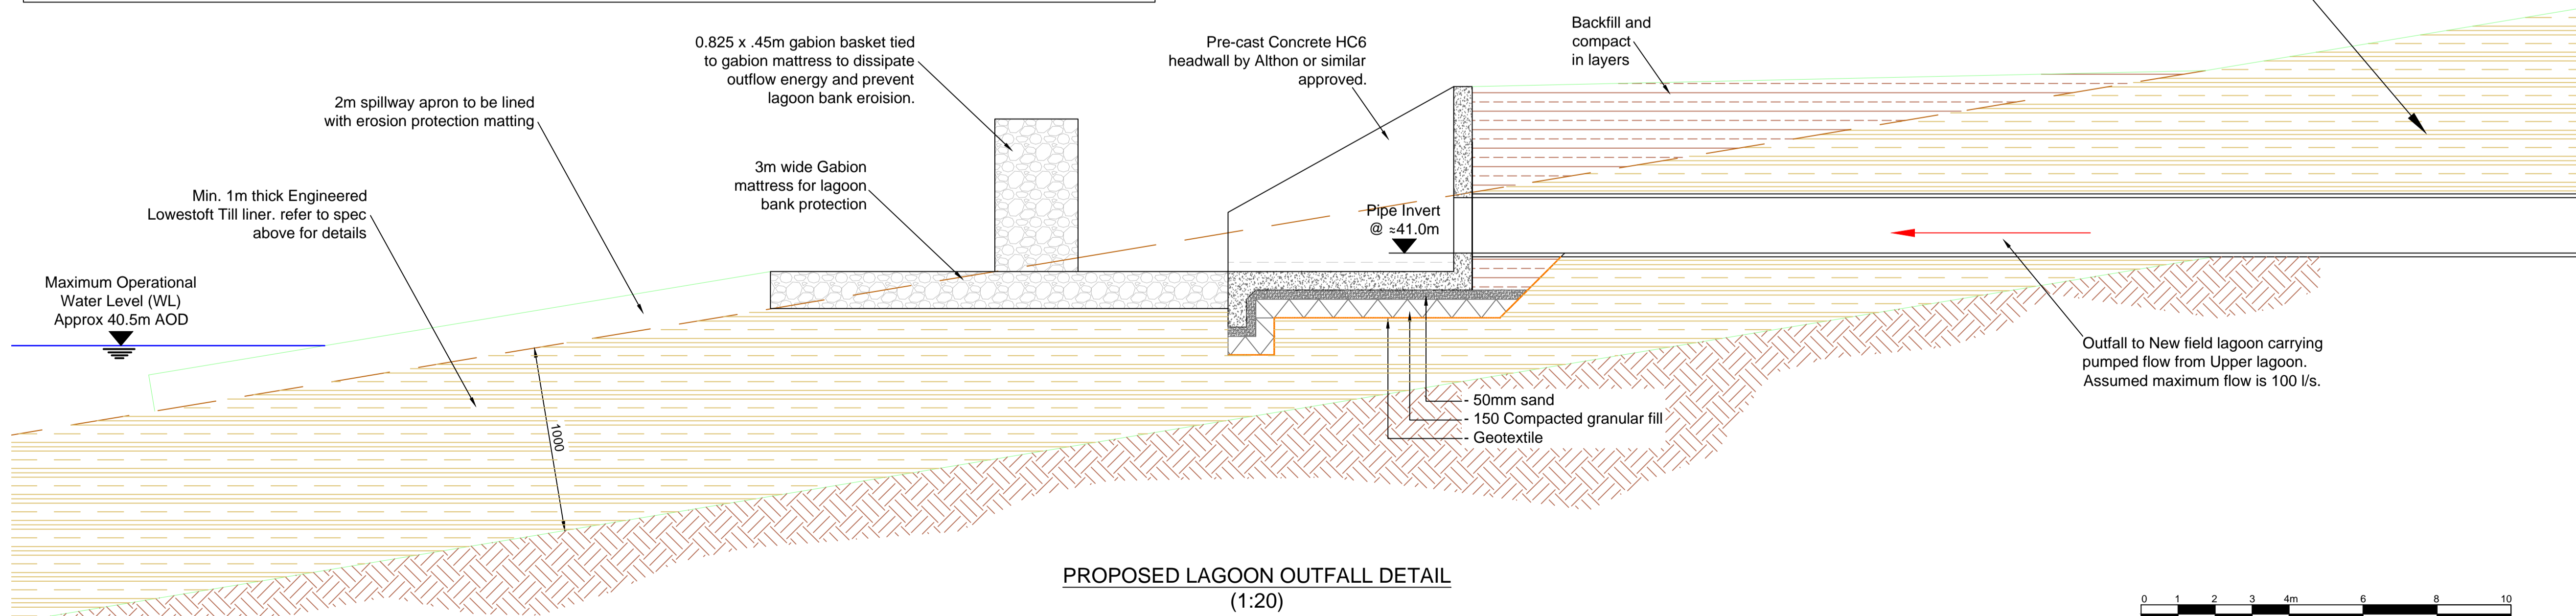 0.825 x .45m gabion basket tied
to gabion mattress to dissipate
outflow energy and prevent
lagoon bank eroision.
Pre-cast Concrete HC6
headwall by Althon or similar
approved.
Backfill and
compact
in layers
2m spillway apron to be lined
with erosion protection matting
3m wide Gabion
mattress for lagoon
bank protection
Min. 1m thick Engineered
Lowestoft Till liner. refer to spec
above for details
Pipe Invert
@ ≈41.0m
Maximum Operational
Water Level (WL)
Approx 40.5m AOD
Outfall to New field lagoon carrying
pumped flow from Upper lagoon.
Assumed maximum flow is 100 l/s.
1000
- 50mm sand
- 150 Compacted granular fill
- Geotextile
PROPOSED LAGOON OUTFALL DETAIL
(1:20)
0 1 2 3 4m 6 8 10